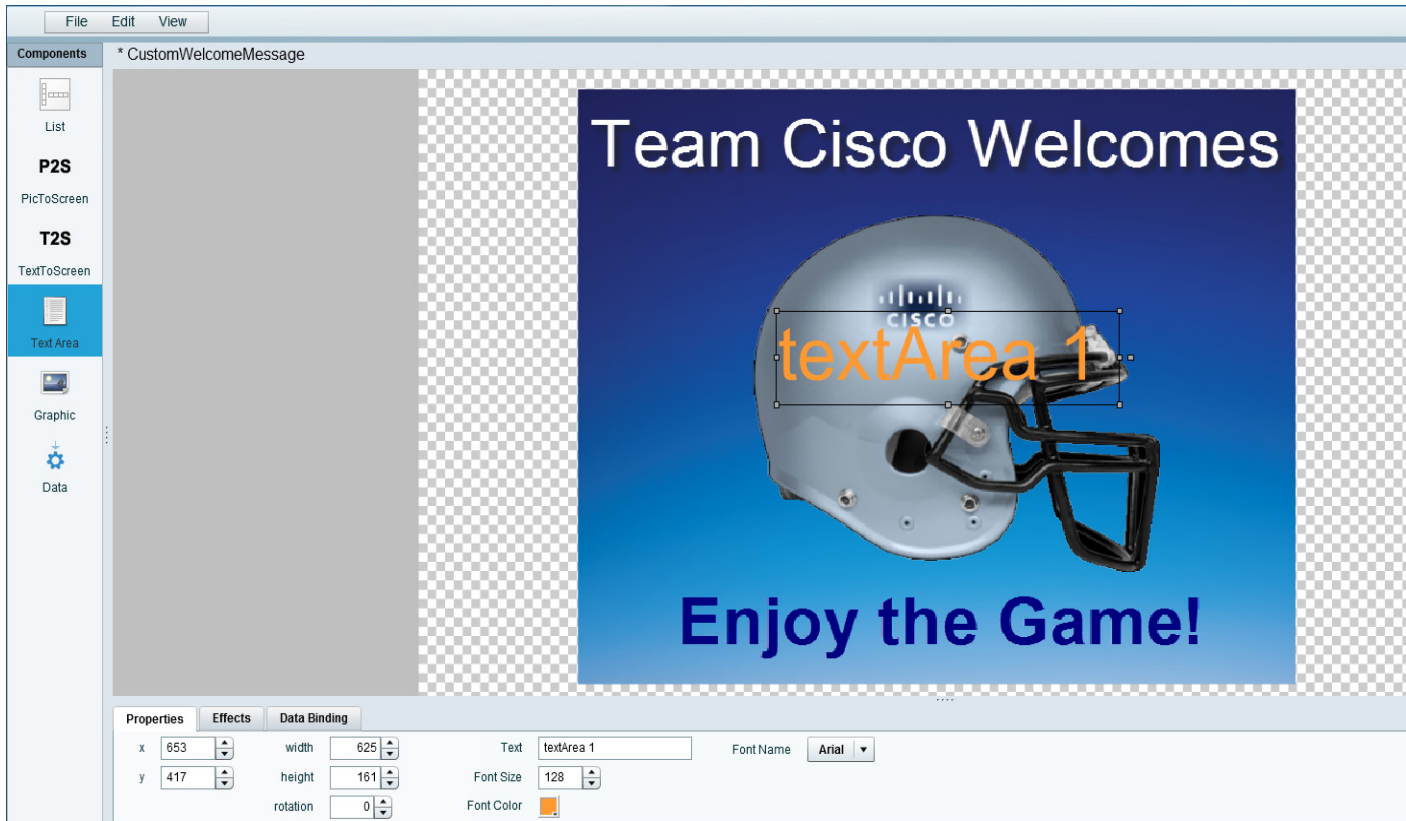 File Edit View
Components
* CustomWelcomeMessage
List
P2S
PicToScreen
T2S
TextToScreen
Text Area
Graphic
Data
Team Cisco Welcomes
CISCO
textArea 1
Enjoy the Game!
Properties Effects Data Binding
x 653 width 625 Text textArea 1 Font Name Arial
y 417 height 161 Font Size 128
rotation 0 Font Color